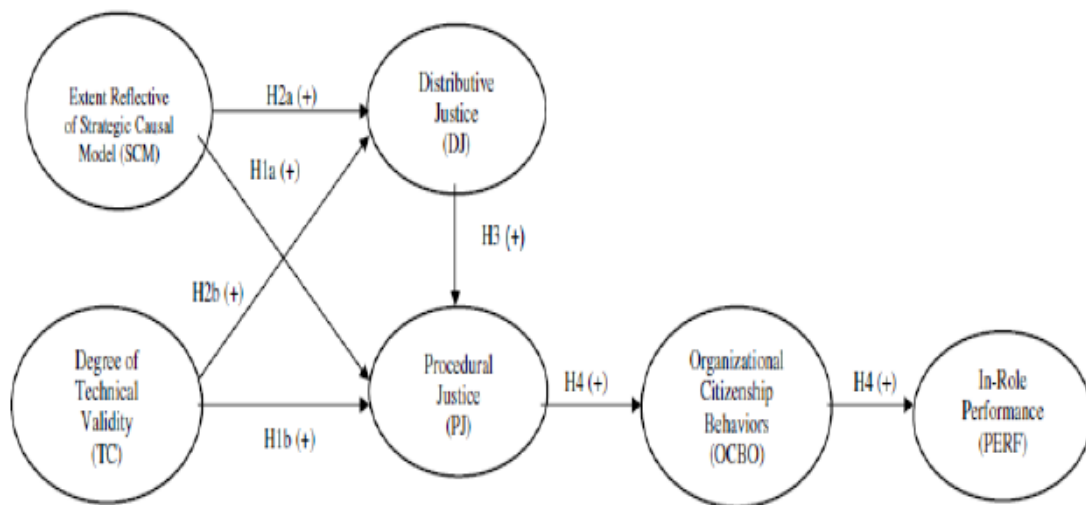 Extent Reflective
of Strategic Causal
Model (SCM)
H2a (+)
Distributive
Justice
(DJ)
H1a (+)
H3 (+)
H2b (+)
Degree of
Technical
Validity
(TC)
H1b (+)
Procedural
Justice
(PJ)
H4 (+)
Organizational
Citizenship
Behaviors
(OCBO)
H4 (+)
In-Role
Performance
(PERF)